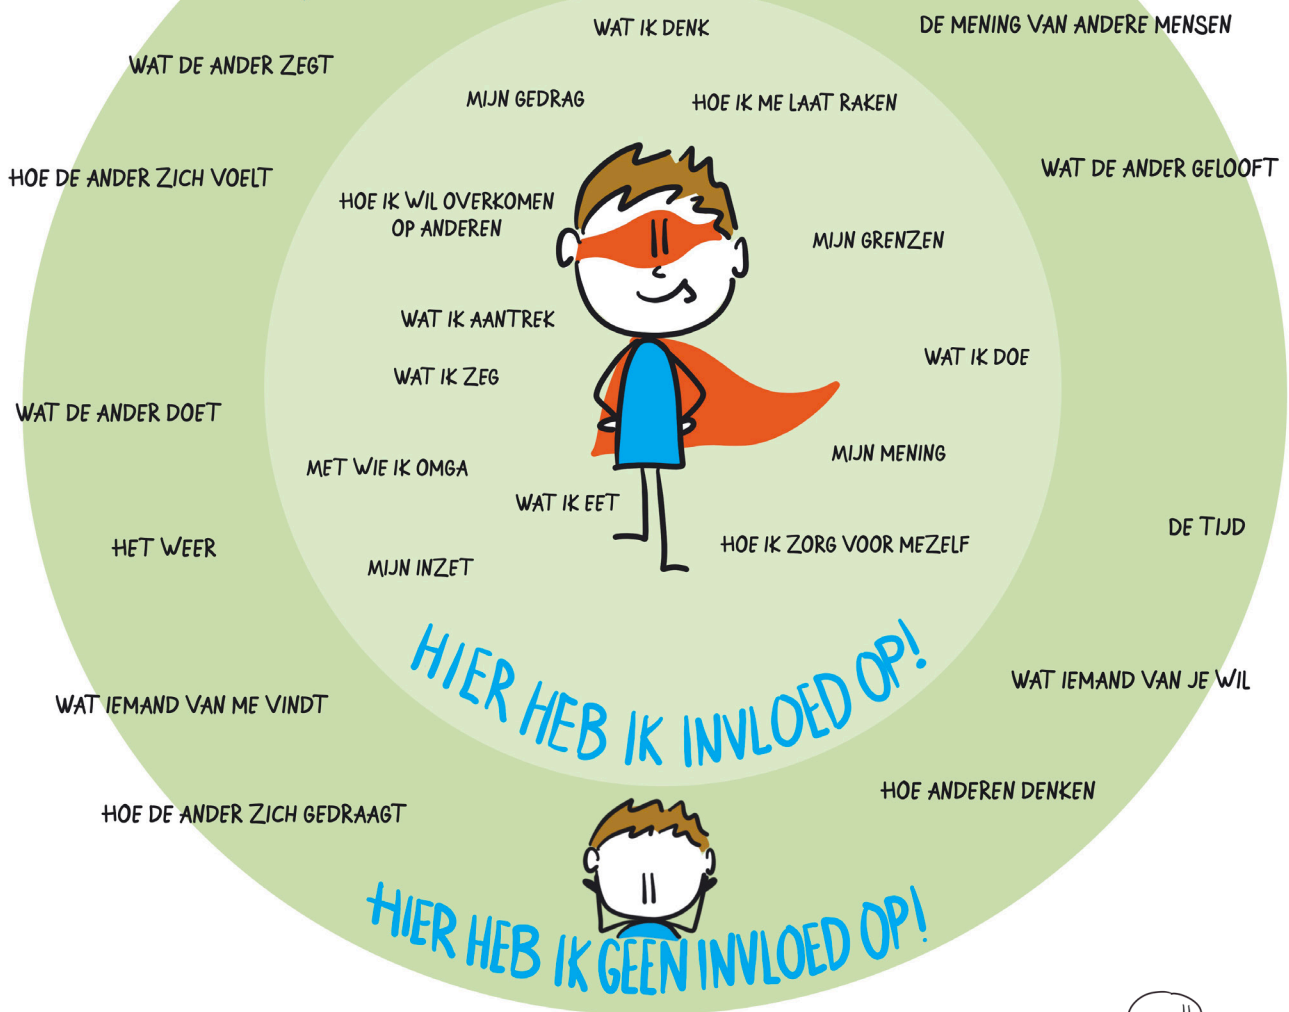 WAT IK DENK
DE MENING VAN ANDERE MENSEN
WAT DE ANDER ZEGT
MIJN GEDRAG
HOE IK ME LAAT RAKEN
HOE DE ANDER ZICH VOELT
WAT DE ANDER GELOOFT
HOE IK WIL OVERKOMEN
OP ANDEREN
MIJN GRENZEN
WAT IK AANTREK
WAT IK DOE
WAT IK ZEG
WAT DE ANDER DOET
MIJN MENING
MET WIE IK OMGA
WAT IK EET
DE TIJD
HET WEER
HOE IK ZORG VOOR MEZELF
MIJN INZET
HIER HEB IK INVLOED OP!
WAT IEMAND VAN JE WIL
WAT IEMAND VAN ME VINDT
HOE ANDEREN DENKEN
HOE DE ANDER ZICH GEDRAAGT
HIER HEB IK GEEN INVLOED OP!